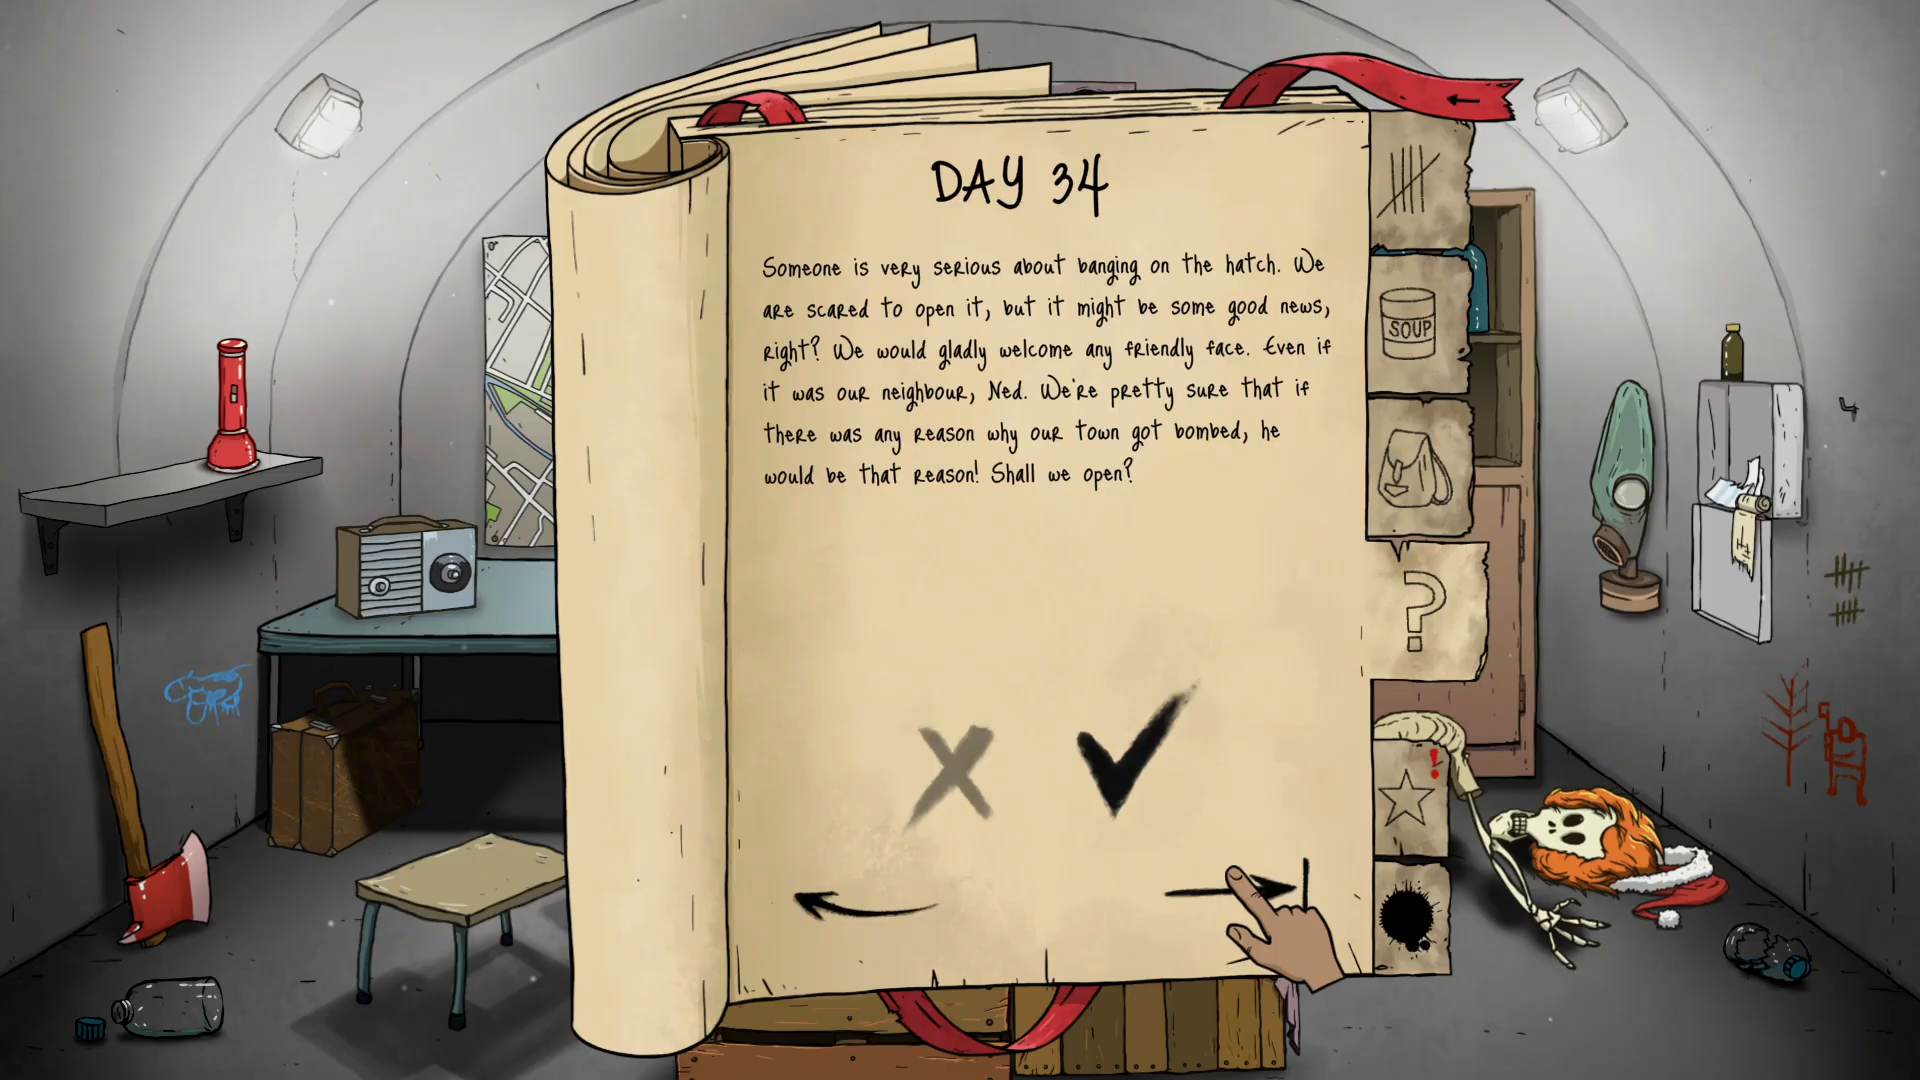 DAY 34
Someone is very serious about banging on the hatch. We
are scared to open it, but it might be some good news,
right? We would gladly welcome any friendly face. Even if
it was our neighbour, Ned. We're pretty sure that if
there was any reason why our town got bombed, he
would be that reason! Shall we open?
SOUP
?
!